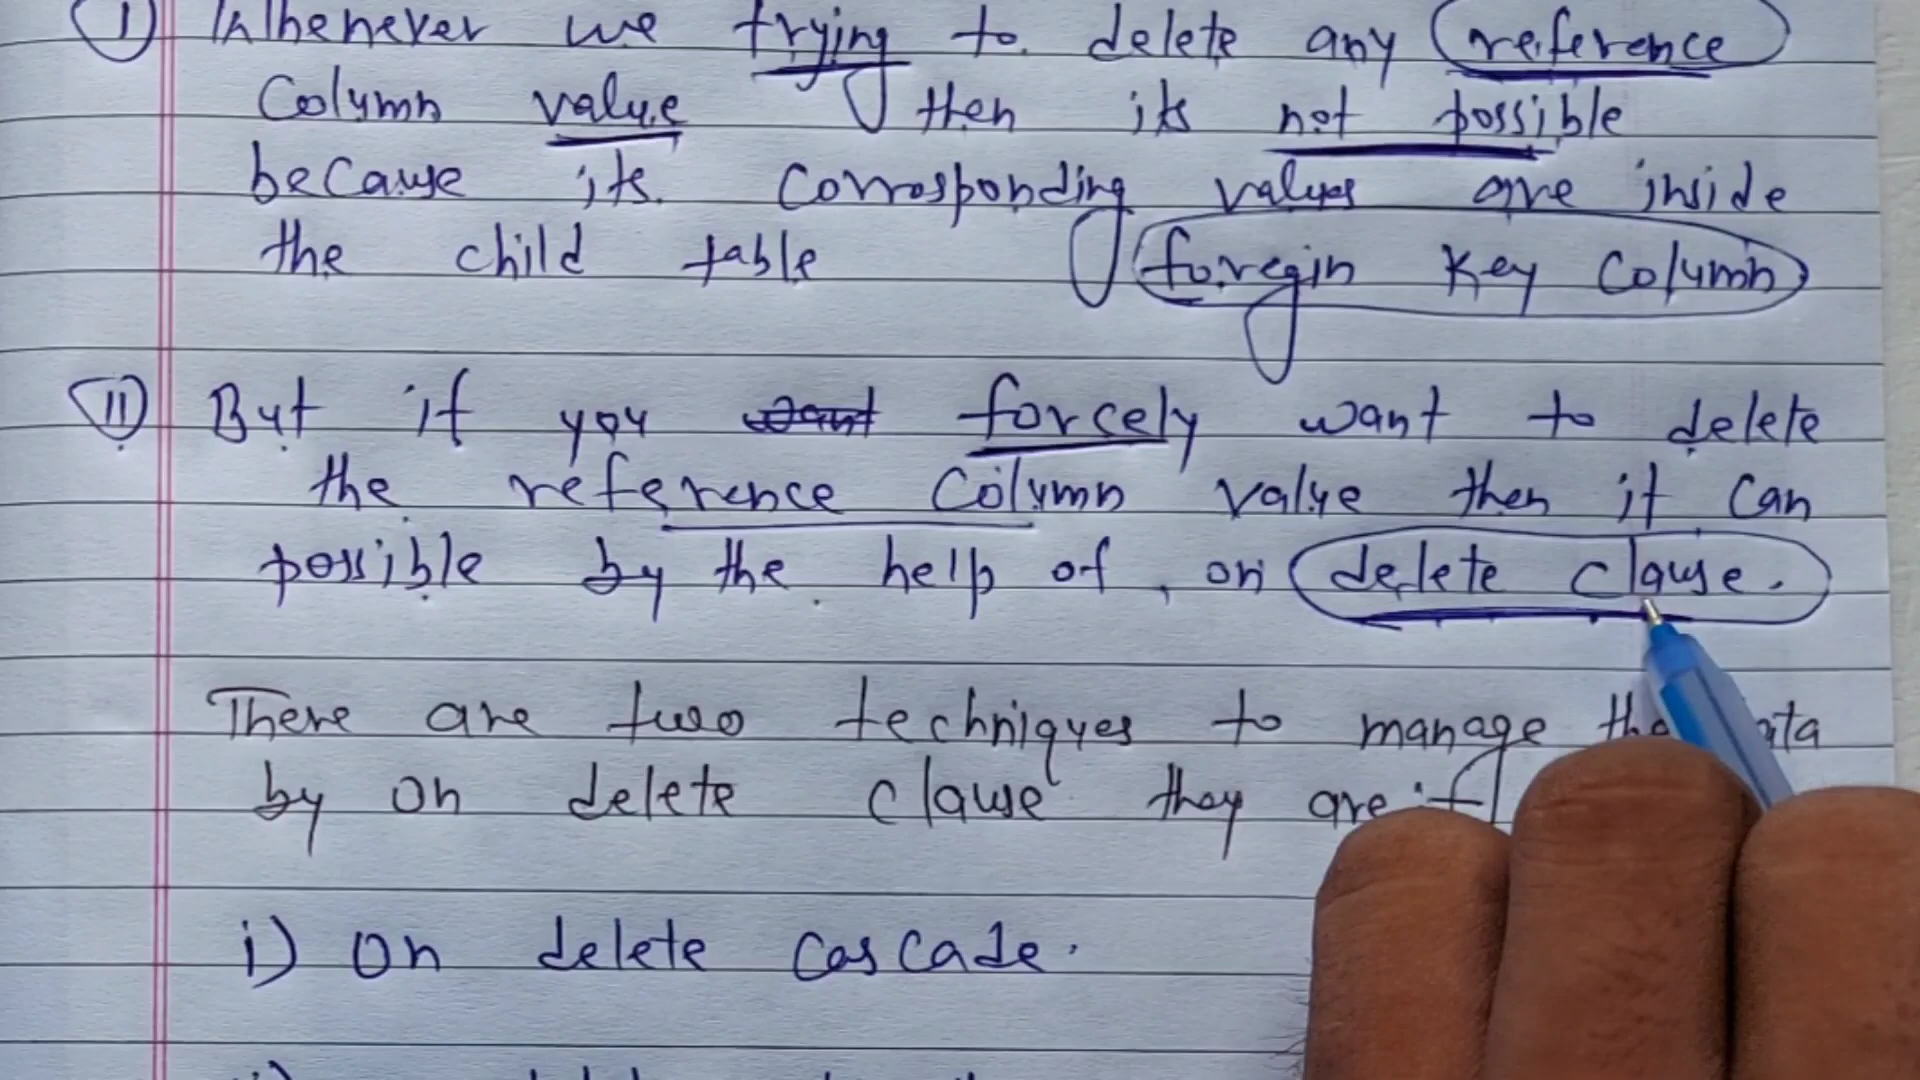 I) Whenever we trying to delete any reference
Column value then its not possible
because its. Corrosponding values are inside
the child table foregin Key Column
II) But if you want forcely want to delete
the reference Column value then it can
possible by the help of, on delete clause.
There are two techniques to manage the
by on delete clause they are
i) On delete cascade.